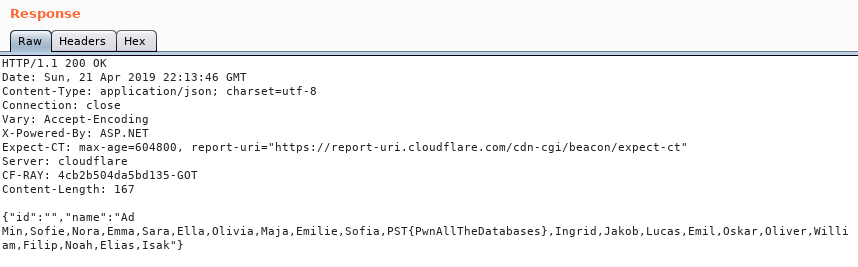 Response
Raw Headers Hex
HTTP/1.1 200 OK
Date: Sun, 21 Apr 2019 22:13:46 GMT
Content-Type: application/json; charset=utf-8
Connection: close
Vary: Accept-Encoding
X-Powered-By: ASP.NET
Expect-CT: max-age=604800, report-uri="https://report-uri.cloudflare.com/cdn-cgi/beacon/expect-ct"
Server: cloudflare
CF-RAY: 4cb2b504da5bd135-GOT
Content-Length: 167
{"id":"","name":"Ad
Min,Sofie,Nora,Emma,Sara,Ella,Olivia,Maja,Emilie,Sofia,PST{PwnAllTheDatabases},Ingrid,Jakob,Lucas,Emil,Oskar,Oliver,Willi
am,Filip,Noah,Elias,Isak"}